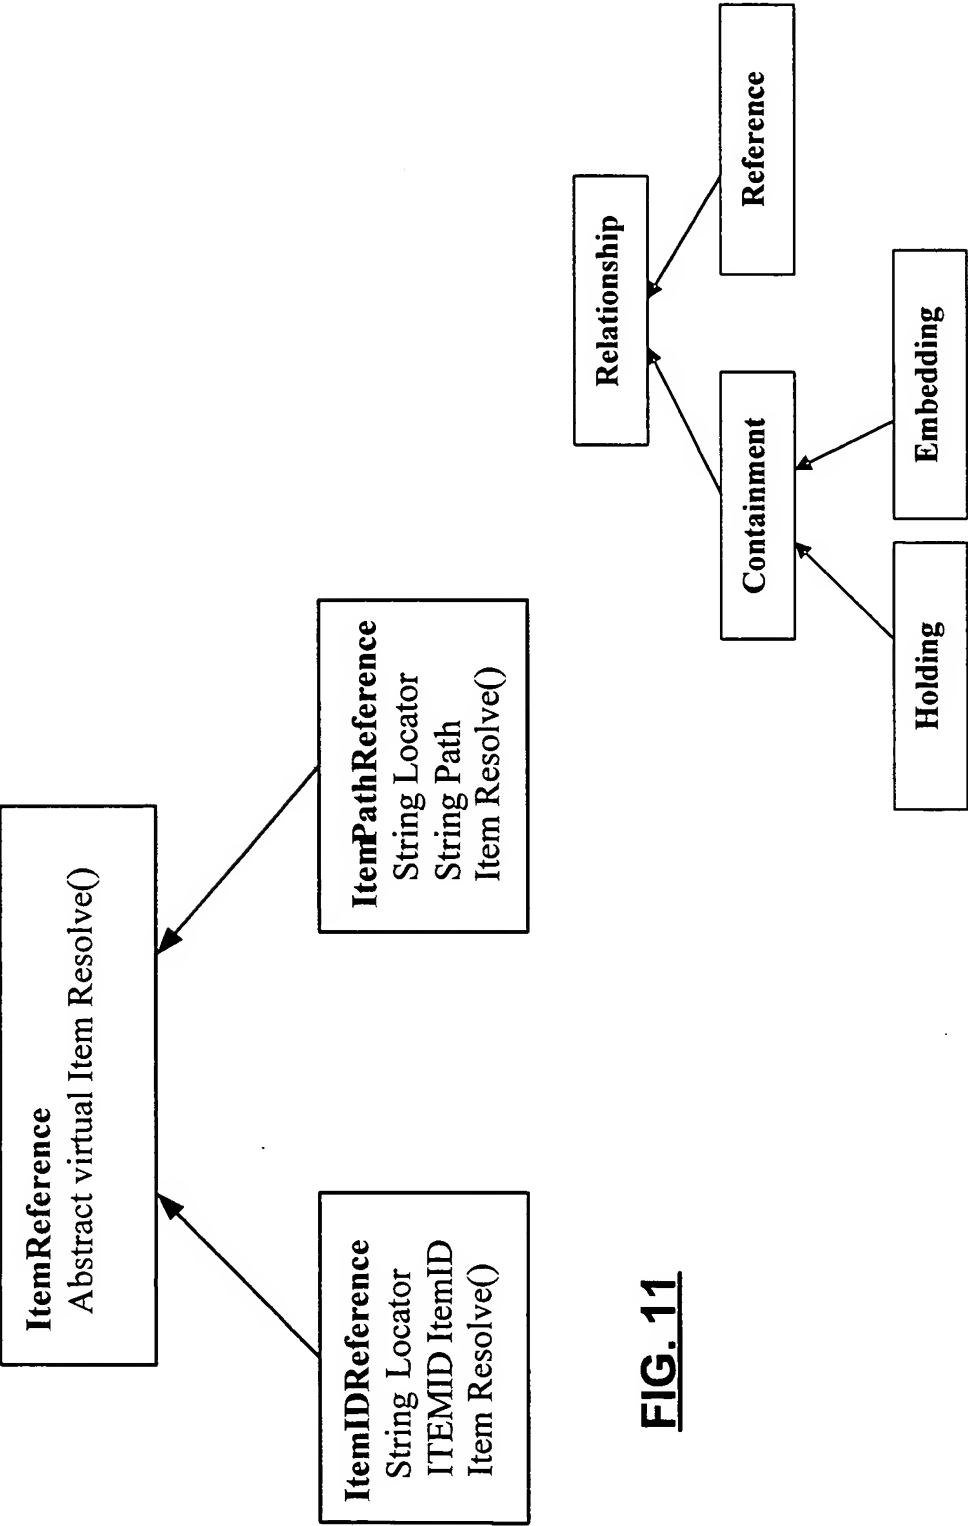 ItemReference
Abstract virtual Item Resolve()
ItemIDReference
String Locator
ITEMID ItemID
Item Resolve()
ItemPathReference
String Locator
String Path
Item Resolve()
Relationship
Containment
Reference
Holding
Embedding
FIG. 11